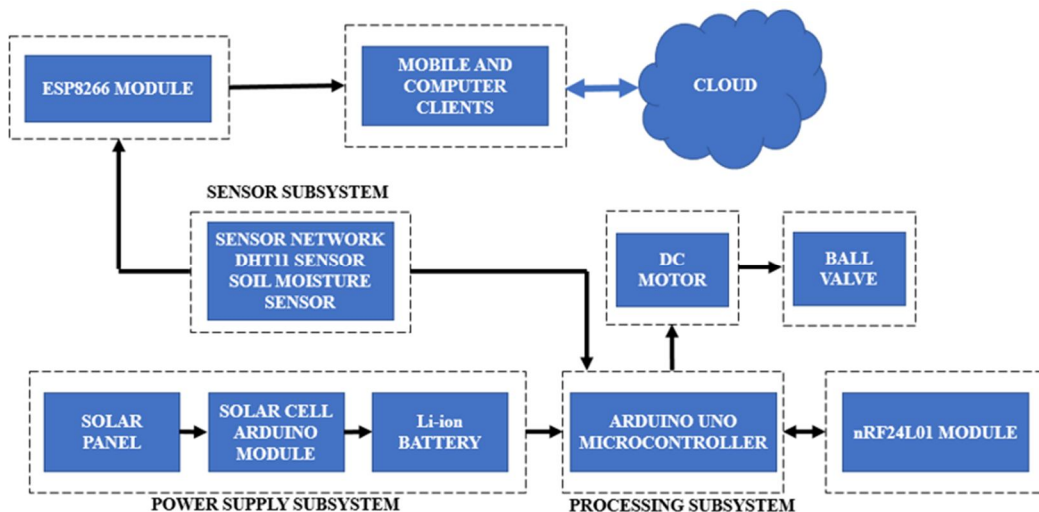 ESP8266 MODULE
MOBILE AND
COMPUTER
CLIENTS
CLOUD
SENSOR SUBSYSTEM
SENSOR NETWORK
DHT11 SENSOR
SOIL MOISTURE
SENSOR
DC
MOTOR
BALL
VALVE
SOLAR
PANEL
SOLAR CELL
ARDUINO
MODULE
Li-ion
BATTERY
ARDUINO UNO
MICROCONTROLLER
nRF24L01 MODULE
POWER SUPPLY SUBSYSTEM
PROCESSING SUBSYSTEM